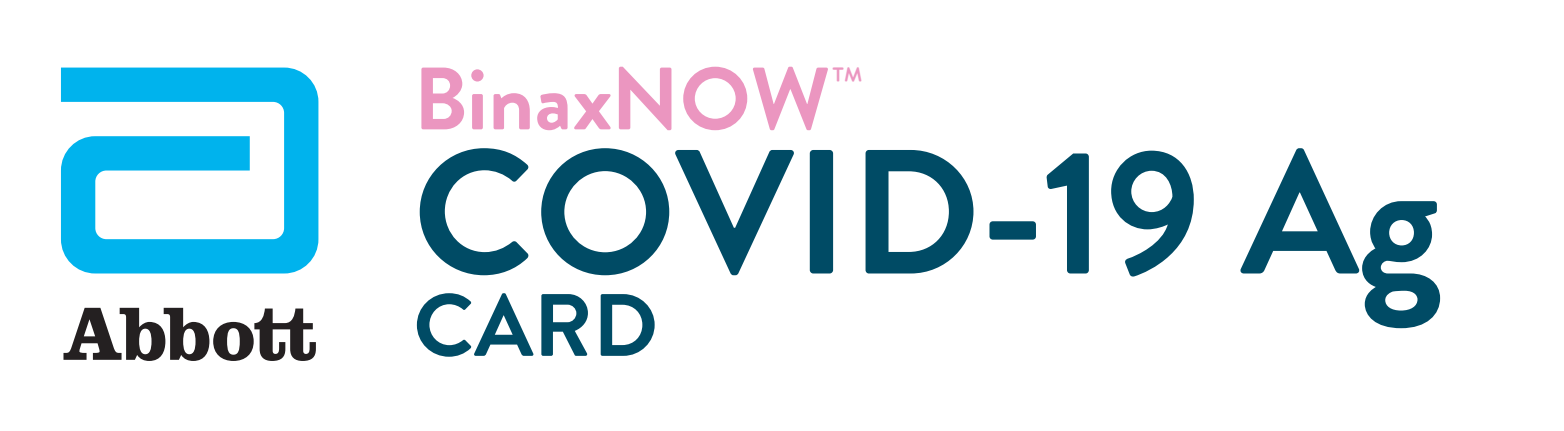 Abbott
BinaxNOW™
COVID-19 Ag
CARD